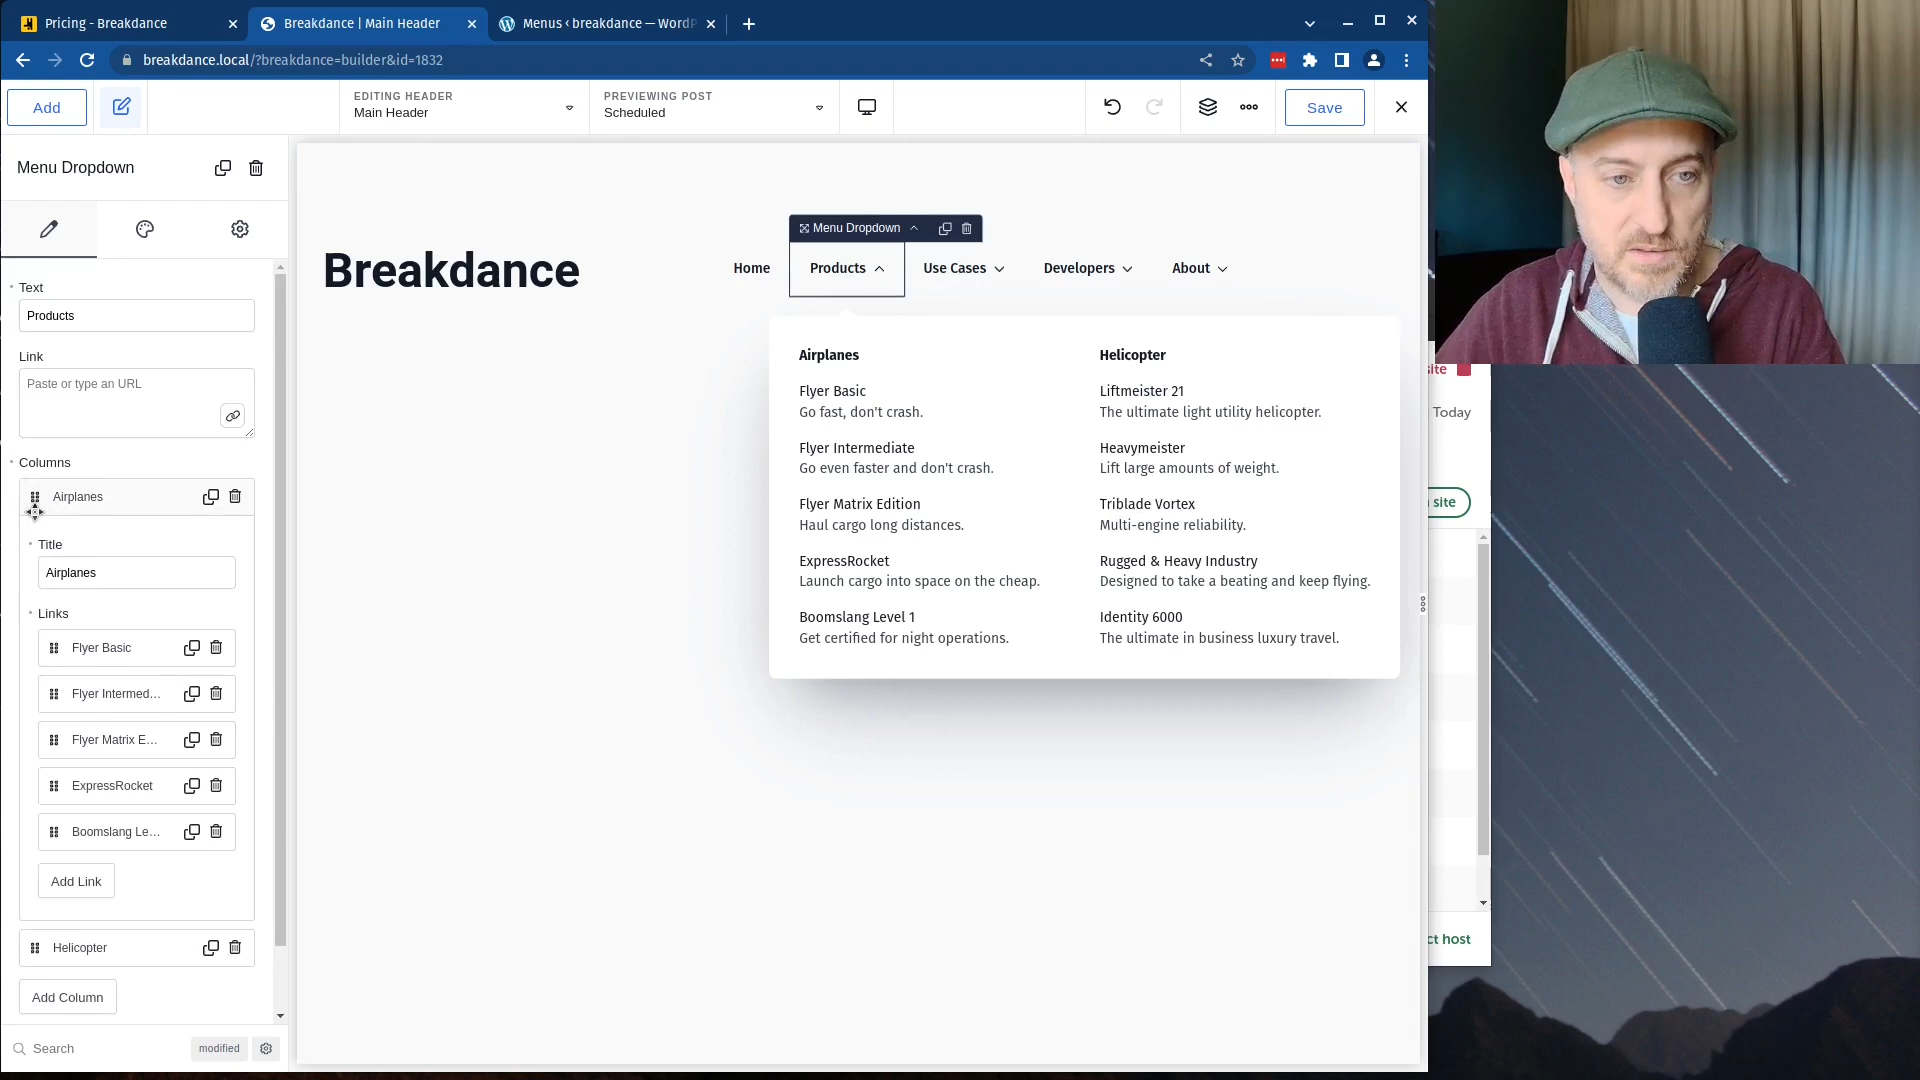 Pricing - Breakdance
Breakdance | Main Header
Menus ‹ breakdance — WordP
breakdance.local/?breakdance=builder&id=1832
Add
EDITING HEADER
Main Header
PREVIEWING POST
Scheduled
Save
Menu Dropdown
Text
Products
Link
Paste or type an URL
Columns
Airplanes
Title
Airplanes
Links
Flyer Basic
Flyer Intermed...
Flyer Matrix E...
ExpressRocket
Boomslang Le...
Add Link
Helicopter
Add Column
Search
modified
Breakdance
Menu Dropdown
Home
Products
Use Cases
Developers
About
Airplanes
Flyer Basic
Go fast, don't crash.
Flyer Intermediate
Go even faster and don't crash.
Flyer Matrix Edition
Haul cargo long distances.
ExpressRocket
Launch cargo into space on the cheap.
Boomslang Level 1
Get certified for night operations.
Helicopter
Liftmeister 21
The ultimate light utility helicopter.
Heavymeister
Lift large amounts of weight.
Triblade Vortex
Multi-engine reliability.
Rugged & Heavy Industry
Designed to take a beating and keep flying.
Identity 6000
The ultimate in business luxury travel.
site
Today
site
ct host